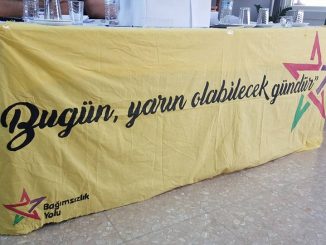 Bugün, yarın olabilecek gündür"
Bağımsızlık
Yolu